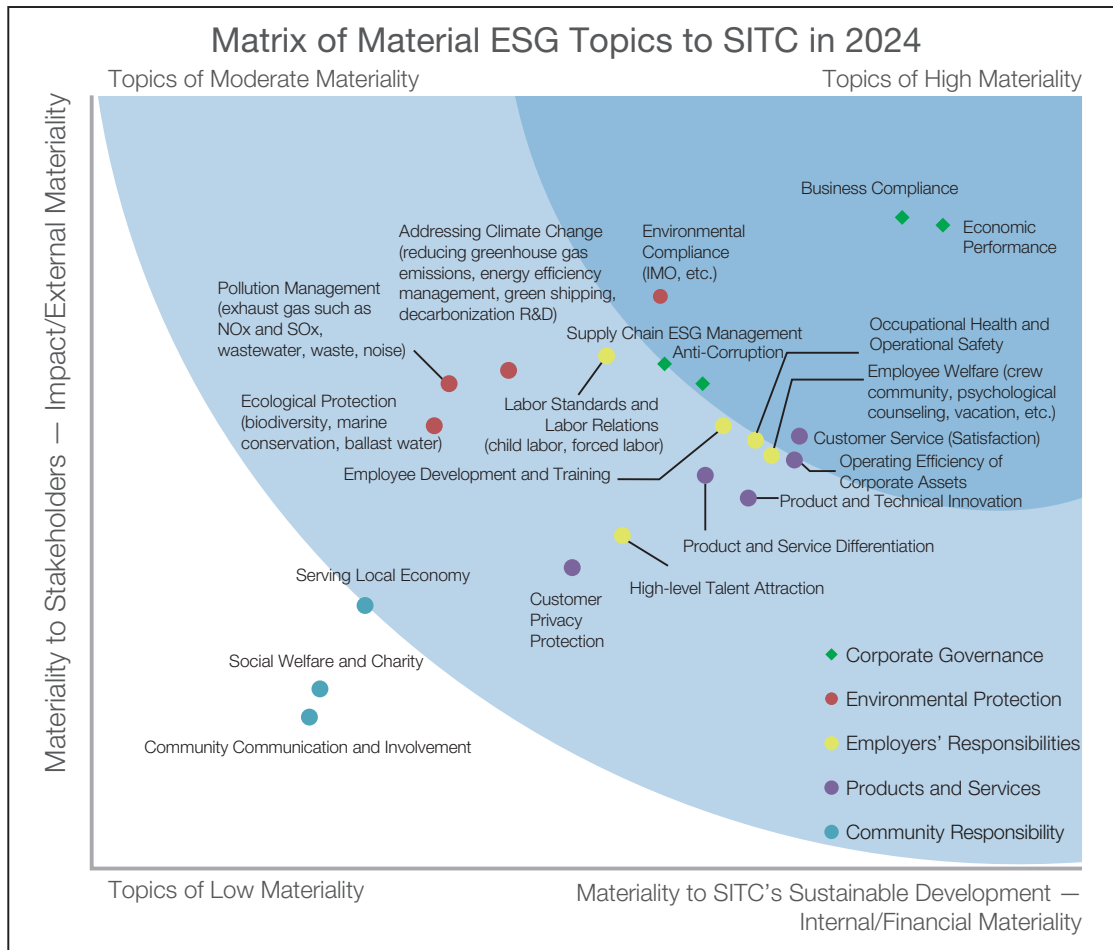 Matrix of Material ESG Topics to SITC in 2024
Topics of Moderate Materiality
Topics of High Materiality
Materiality to Stakeholders — Impact/External Materiality
Business Compliance
Economic
Performance
Addressing Climate Change
(reducing greenhouse gas
emissions, energy efficiency
management, green shipping,
decarbonization R&D)
Environmental
Compliance
(IMO, etc.)
Pollution Management
(exhaust gas such as
NOx and SOx,
wastewater, waste, noise)
Supply Chain ESG Management
Anti-Corruption
Occupational Health and
Operational Safety
Employee Welfare (crew
community, psychological
counseling, vacation, etc.)
Ecological Protection
(biodiversity, marine
conservation, ballast water)
Labor Standards and
Labor Relations
(child labor, forced labor)
Customer Service (Satisfaction)
Operating Efficiency of
Corporate Assets
Employee Development and Training
Product and Technical Innovation
Product and Service Differentiation
High-level Talent Attraction
Serving Local Economy
Customer
Privacy
Protection
Social Welfare and Charity
Community Communication and Involvement
Corporate Governance
Environmental Protection
Employers’ Responsibilities
Products and Services
Community Responsibility
Topics of Low Materiality
Materiality to SITC’s Sustainable Development —
Internal/Financial Materiality